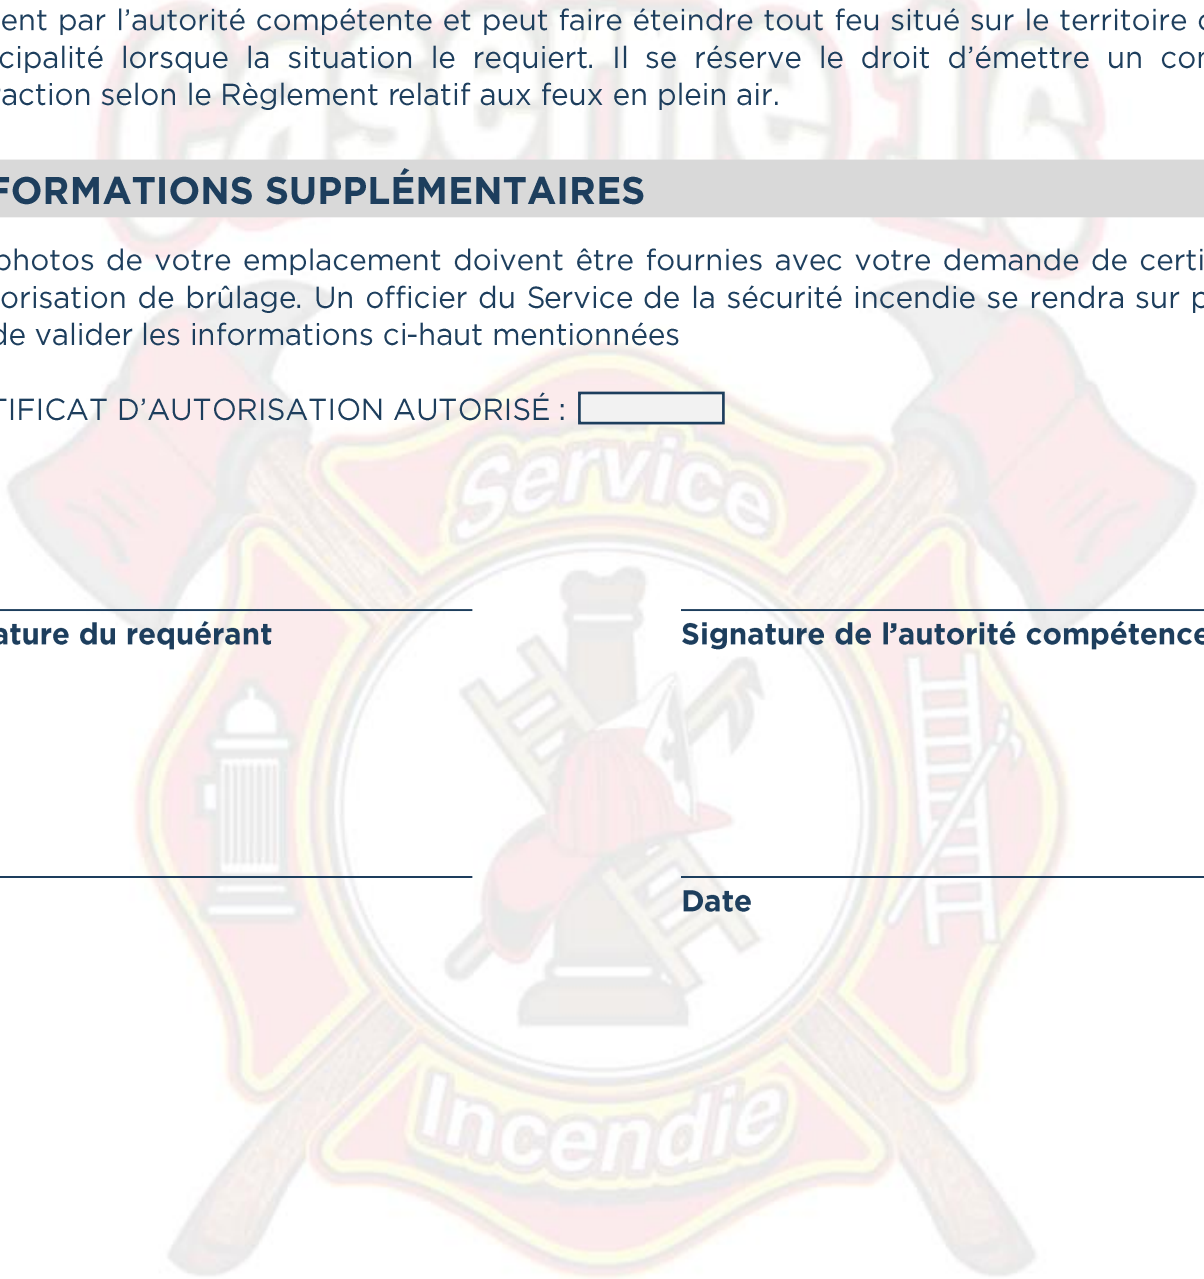 ent par l'autorité compétente et peut faire éteindre tout feu situé sur le territoire
cipalité lorsque la situation le requiert. Il se réserve le droit d'émettre un
action selon le Règlement relatif aux feux en plein air.
Caserne 16
FORMATIONS SUPPLÉMENTAIRES
photos de votre emplacement doivent être fournies avec votre demande de certi
orisation de brûlage. Un officier du Service de la sécurité incendie se rendra sur
de valider les informations ci-haut mentionnées
TIFICAT D'AUTORISATION AUTORISÉ :
Service
ature du requérant
Signature de l'autorité compétence
Date
Incendie